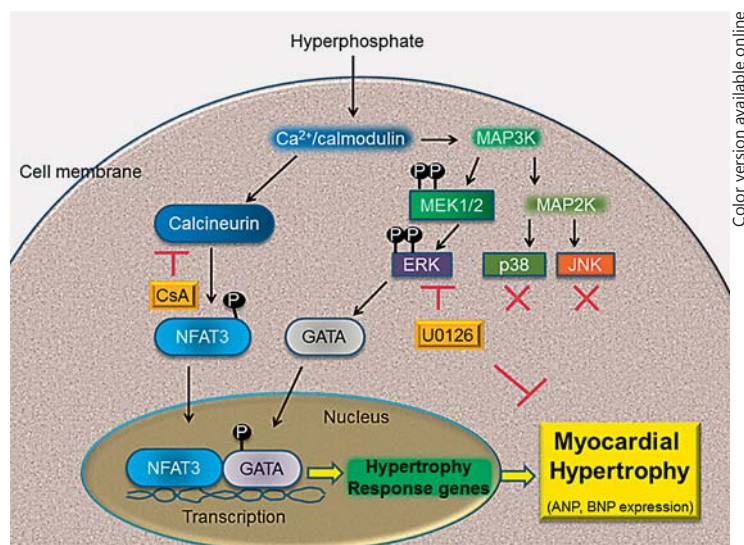 Hyperphosphate
Color version available online
Ca²⁺/calmodulin
MAP3K
Cell membrane
P P
MEK1/2
MAP2K
Calcineurin
P P
ERK
p38
JNK
CsA
P
U0126
NFAT3
GATA
Nucleus
P
NFAT3
GATA
Hypertrophy
Response genes
Transcription
Myocardial
Hypertrophy
(ANP, BNP expression)